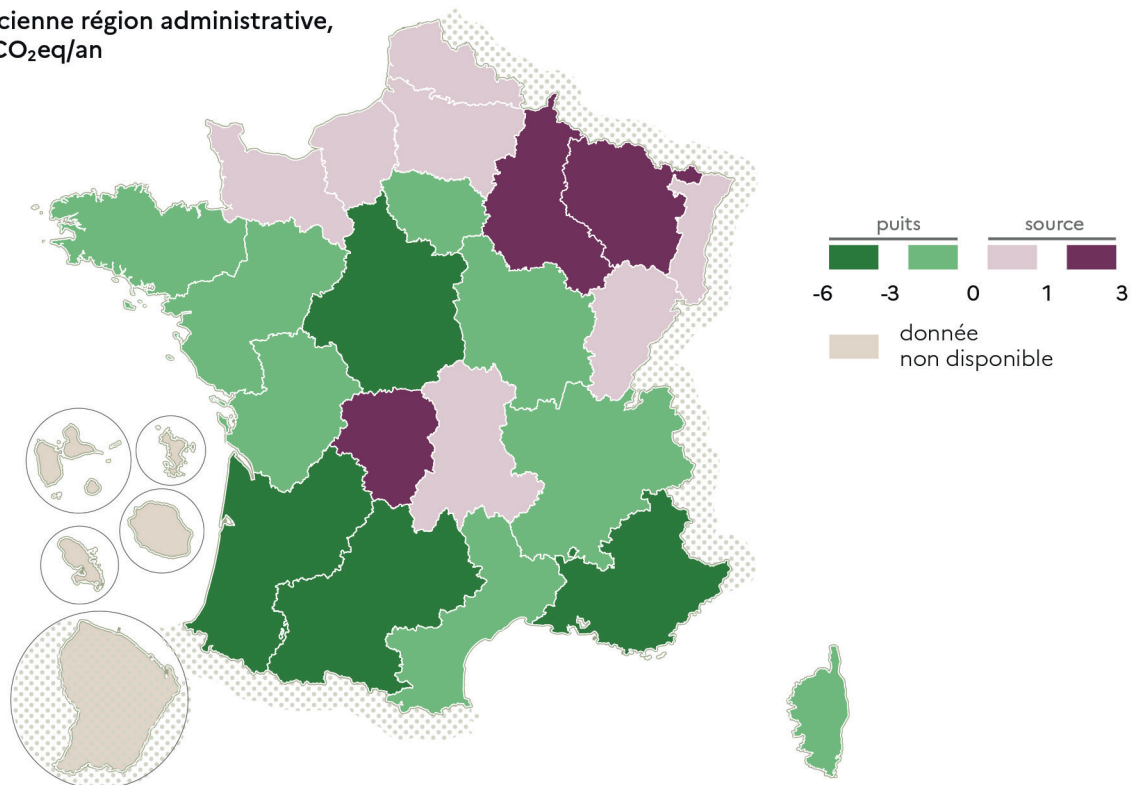 cienne région administrative,
CO₂eq/an
puits source
-6 -3 0 1 3
donnée
non disponible